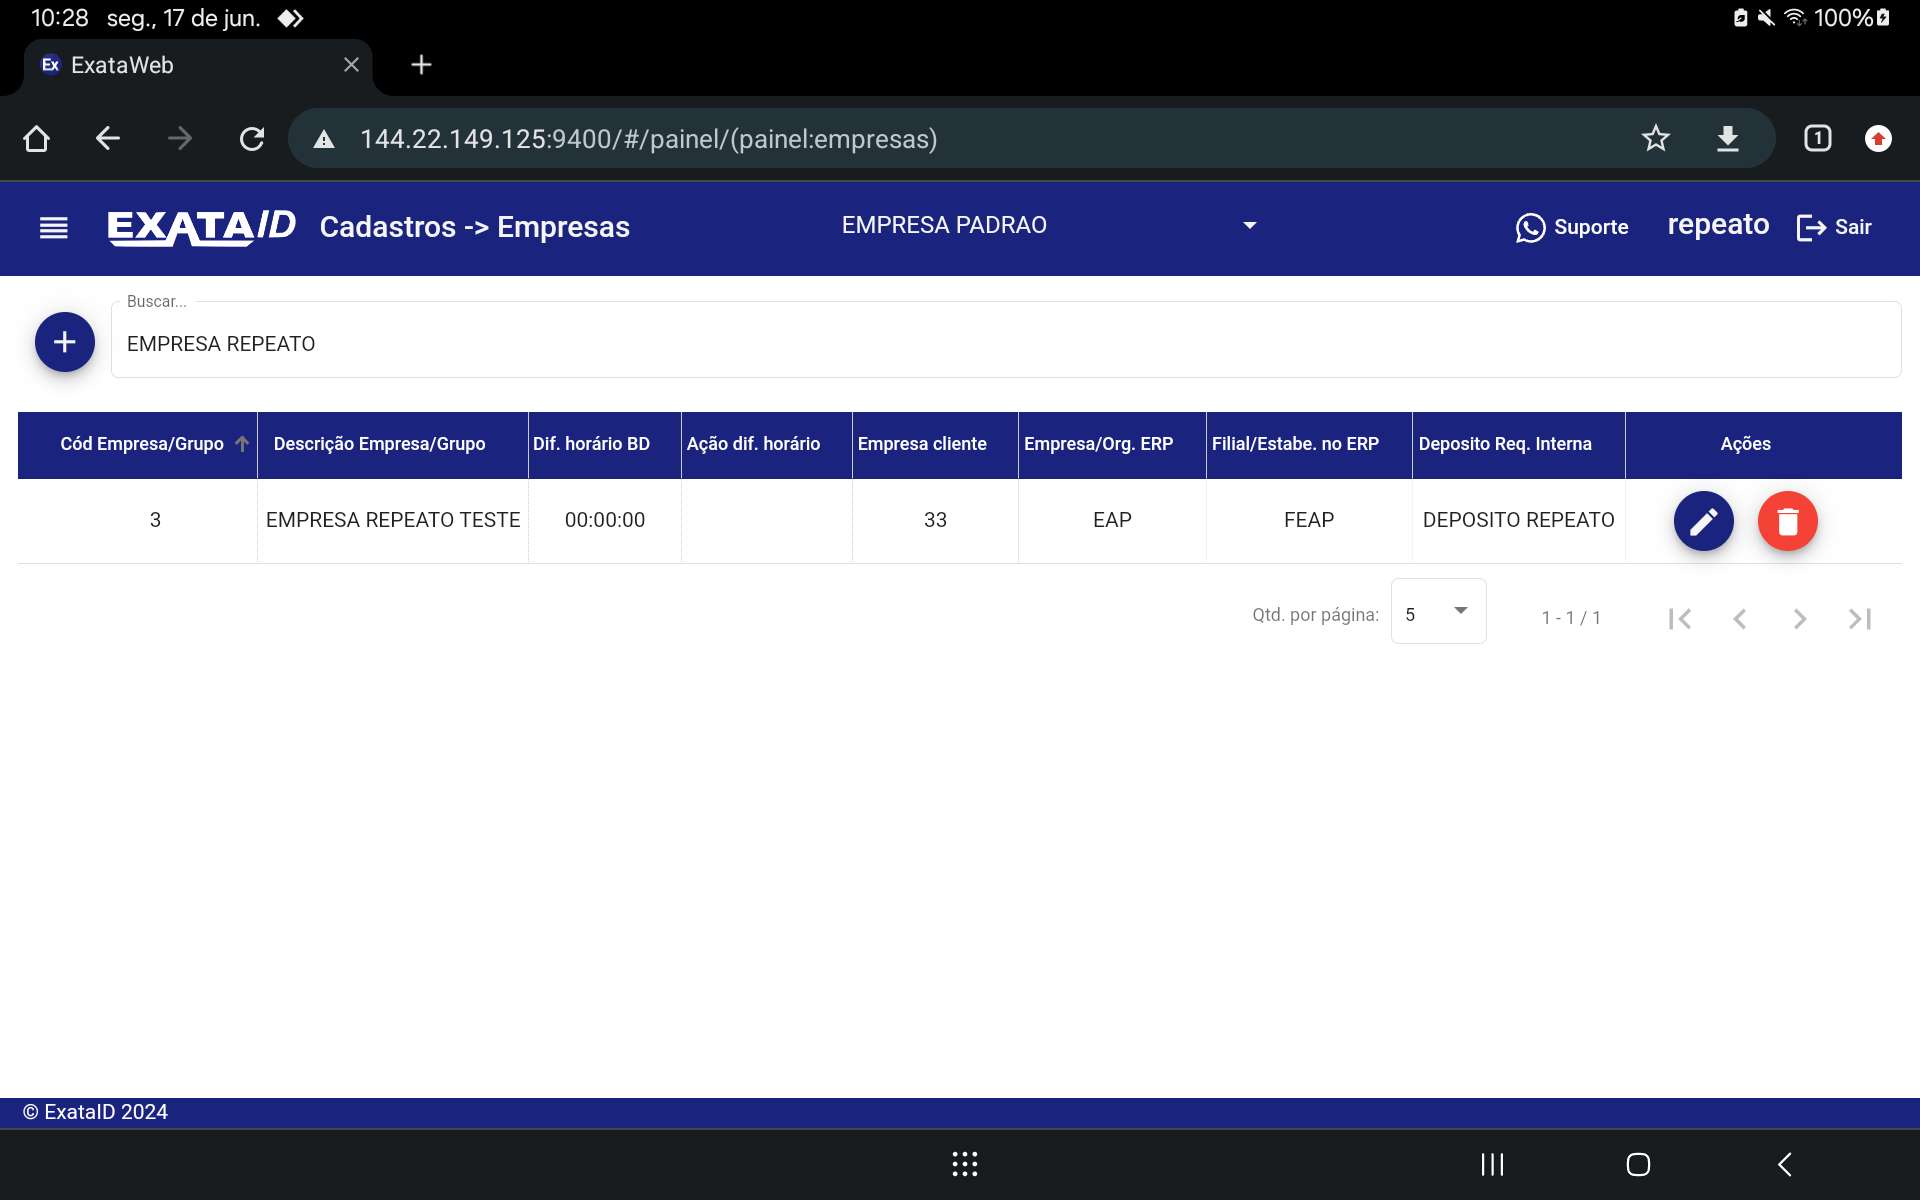 10:28 seg., 17 de jun. 100%
Ex ExataWeb
144.22.149.125:9400/#/painel/(painel:empresas) 1
EXATAID Cadastros -> Empresas EMPRESA PADRAO Suporte repeato Sair
Buscar...
EMPRESA REPEATO
Cód Empresa/Grupo Descrição Empresa/Grupo Dif. horário BD Ação dif. horário Empresa cliente Empresa/Org. ERP Filial/Estabe. no ERP Deposito Req. Interna Ações
3 EMPRESA REPEATO TESTE 00:00:00 33 EAP FEAP DEPOSITO REPEATO
Qtd. por página: 5 1 - 1 / 1
© ExataID 2024